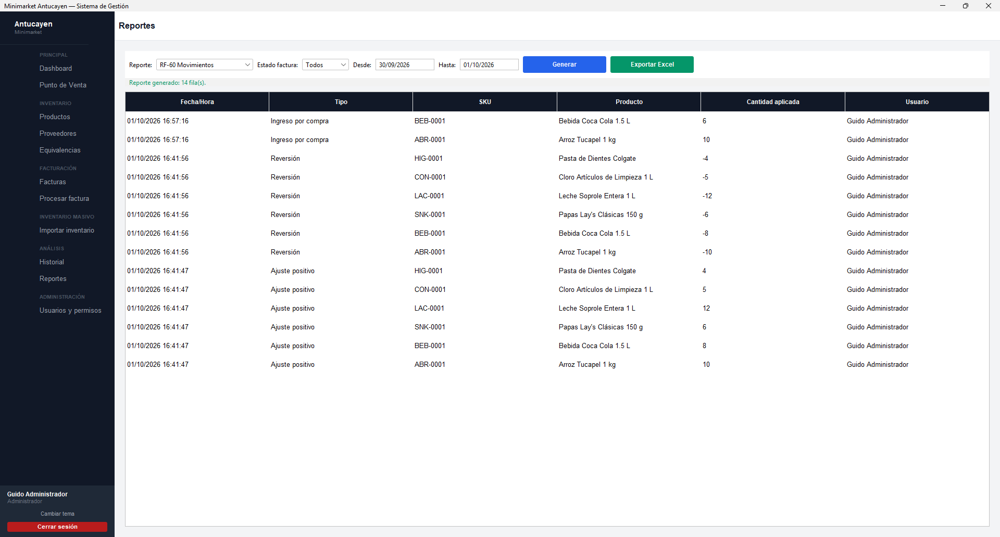 Minimarket Antucayen — Sistema de Gestión
Antucayen
Minimarket
PRINCIPAL
Dashboard
Punto de Venta
INVENTARIO
Productos
Proveedores
Equivalencias
FACTURACIÓN
Facturas
Procesar factura
INVENTARIO MASIVO
Importar inventario
ANÁLISIS
Historial
Reportes
ADMINISTRACIÓN
Usuarios y permisos
Guido Administrador
Administrador
Cambiar tema
Cerrar sesión
Reportes
Reporte: RF-60 Movimientos Estado factura: Todos Desde: 30/09/2026 Hasta: 01/10/2026 Generar Exportar Excel
Reporte generado: 14 fila(s).
Fecha/Hora Tipo SKU Producto Cantidad aplicada Usuario
01/10/2026 16:57:16 Ingreso por compra BEB-0001 Bebida Coca Cola 1.5 L 6 Guido Administrador
01/10/2026 16:57:16 Ingreso por compra ABR-0001 Arroz Tucapel 1 kg 10 Guido Administrador
01/10/2026 16:41:56 Reversión HIG-0001 Pasta de Dientes Colgate -4 Guido Administrador
01/10/2026 16:41:56 Reversión CON-0001 Cloro Artículos de Limpieza 1 L -5 Guido Administrador
01/10/2026 16:41:56 Reversión LAC-0001 Leche Soprole Entera 1 L -12 Guido Administrador
01/10/2026 16:41:56 Reversión SNK-0001 Papas Lay's Clásicas 150 g -6 Guido Administrador
01/10/2026 16:41:56 Reversión BEB-0001 Bebida Coca Cola 1.5 L -8 Guido Administrador
01/10/2026 16:41:56 Reversión ABR-0001 Arroz Tucapel 1 kg -10 Guido Administrador
01/10/2026 16:41:47 Ajuste positivo HIG-0001 Pasta de Dientes Colgate 4 Guido Administrador
01/10/2026 16:41:47 Ajuste positivo CON-0001 Cloro Artículos de Limpieza 1 L 5 Guido Administrador
01/10/2026 16:41:47 Ajuste positivo LAC-0001 Leche Soprole Entera 1 L 12 Guido Administrador
01/10/2026 16:41:47 Ajuste positivo SNK-0001 Papas Lay's Clásicas 150 g 6 Guido Administrador
01/10/2026 16:41:47 Ajuste positivo BEB-0001 Bebida Coca Cola 1.5 L 8 Guido Administrador
01/10/2026 16:41:47 Ajuste positivo ABR-0001 Arroz Tucapel 1 kg 10 Guido Administrador